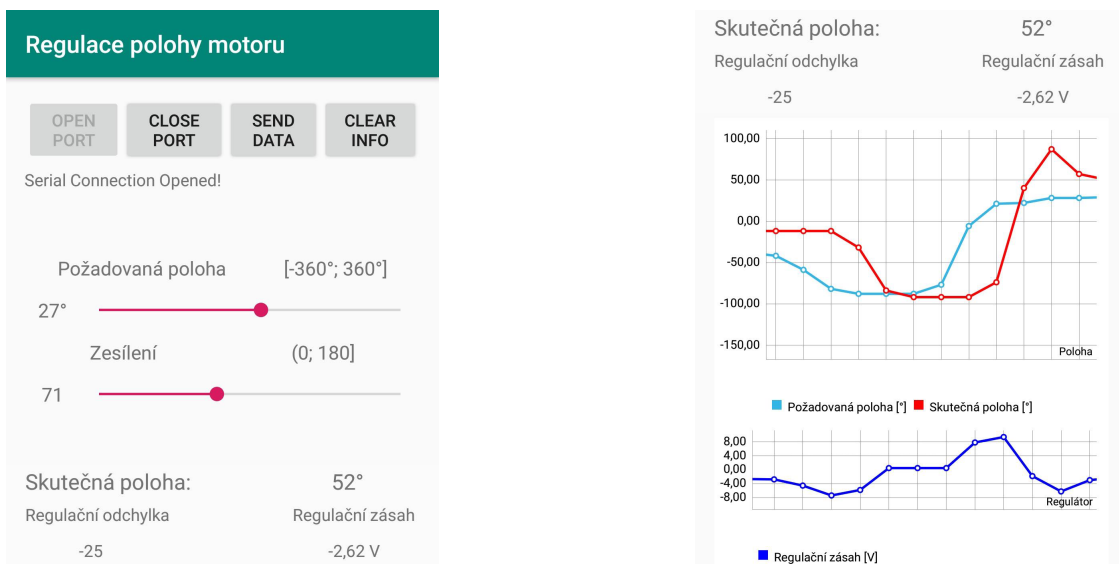 Regulace polohy motoru
OPEN PORT
CLOSE PORT
SEND DATA
CLEAR INFO
Serial Connection Opened!
Požadovaná poloha [-360°; 360°]
27°
Zesílení (0; 180]
71
Skutečná poloha: 52°
Regulační odchylka Regulační zásah
-25 -2,62 V
Skutečná poloha: 52°
Regulační odchylka Regulační zásah
-25 -2,62 V
100,00
50,00
0,00
-50,00
-100,00
-150,00
Poloha
Požadovaná poloha [°] Skutečná poloha [°]
8,00
4,00
0,00
-4,00
-8,00
Regulátor
Regulační zásah [V]